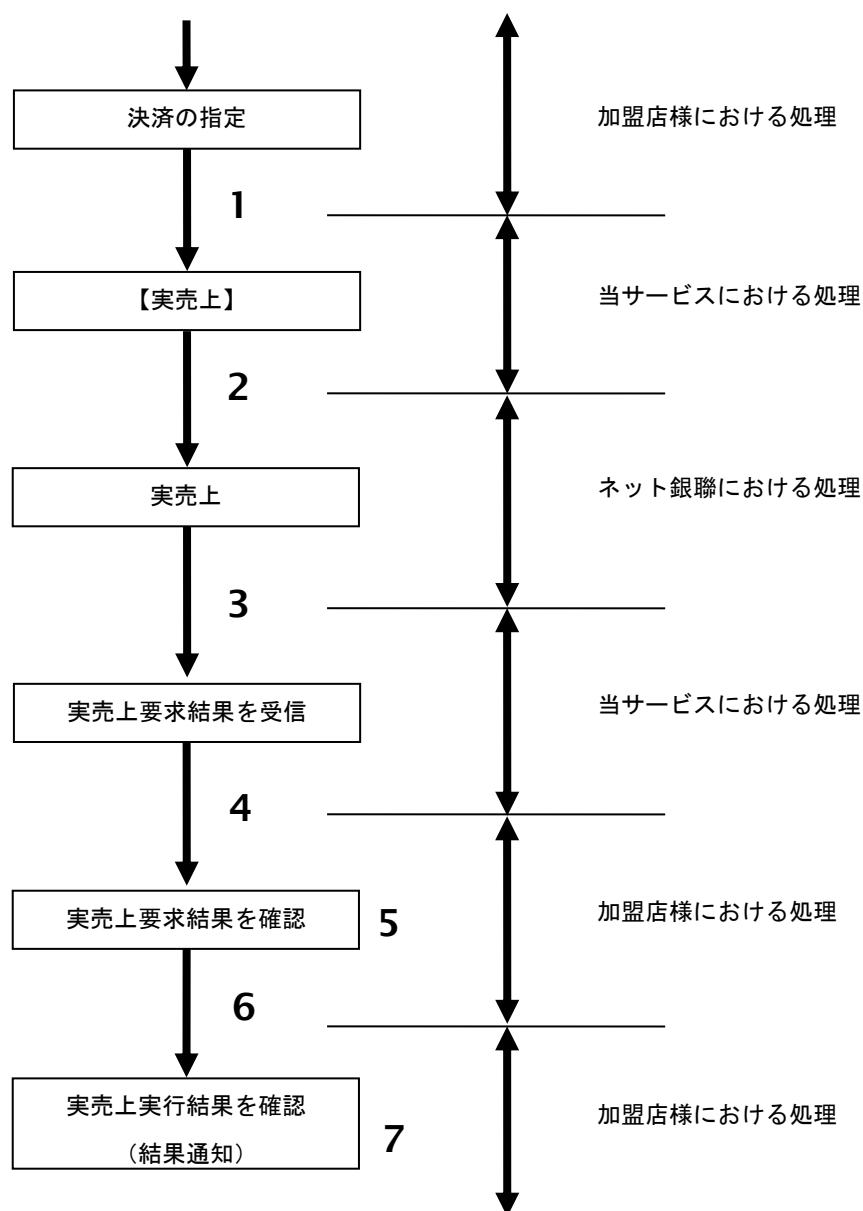 決済の指定
加盟店様における処理
1
【実売上】
当サービスにおける処理
2
実売上
ネット銀聯における処理
3
実売上要求結果を受信
当サービスにおける処理
4
実売上要求結果を確認
5
加盟店様における処理
6
実売上実行結果を確認
（結果通知）
7
加盟店様における処理